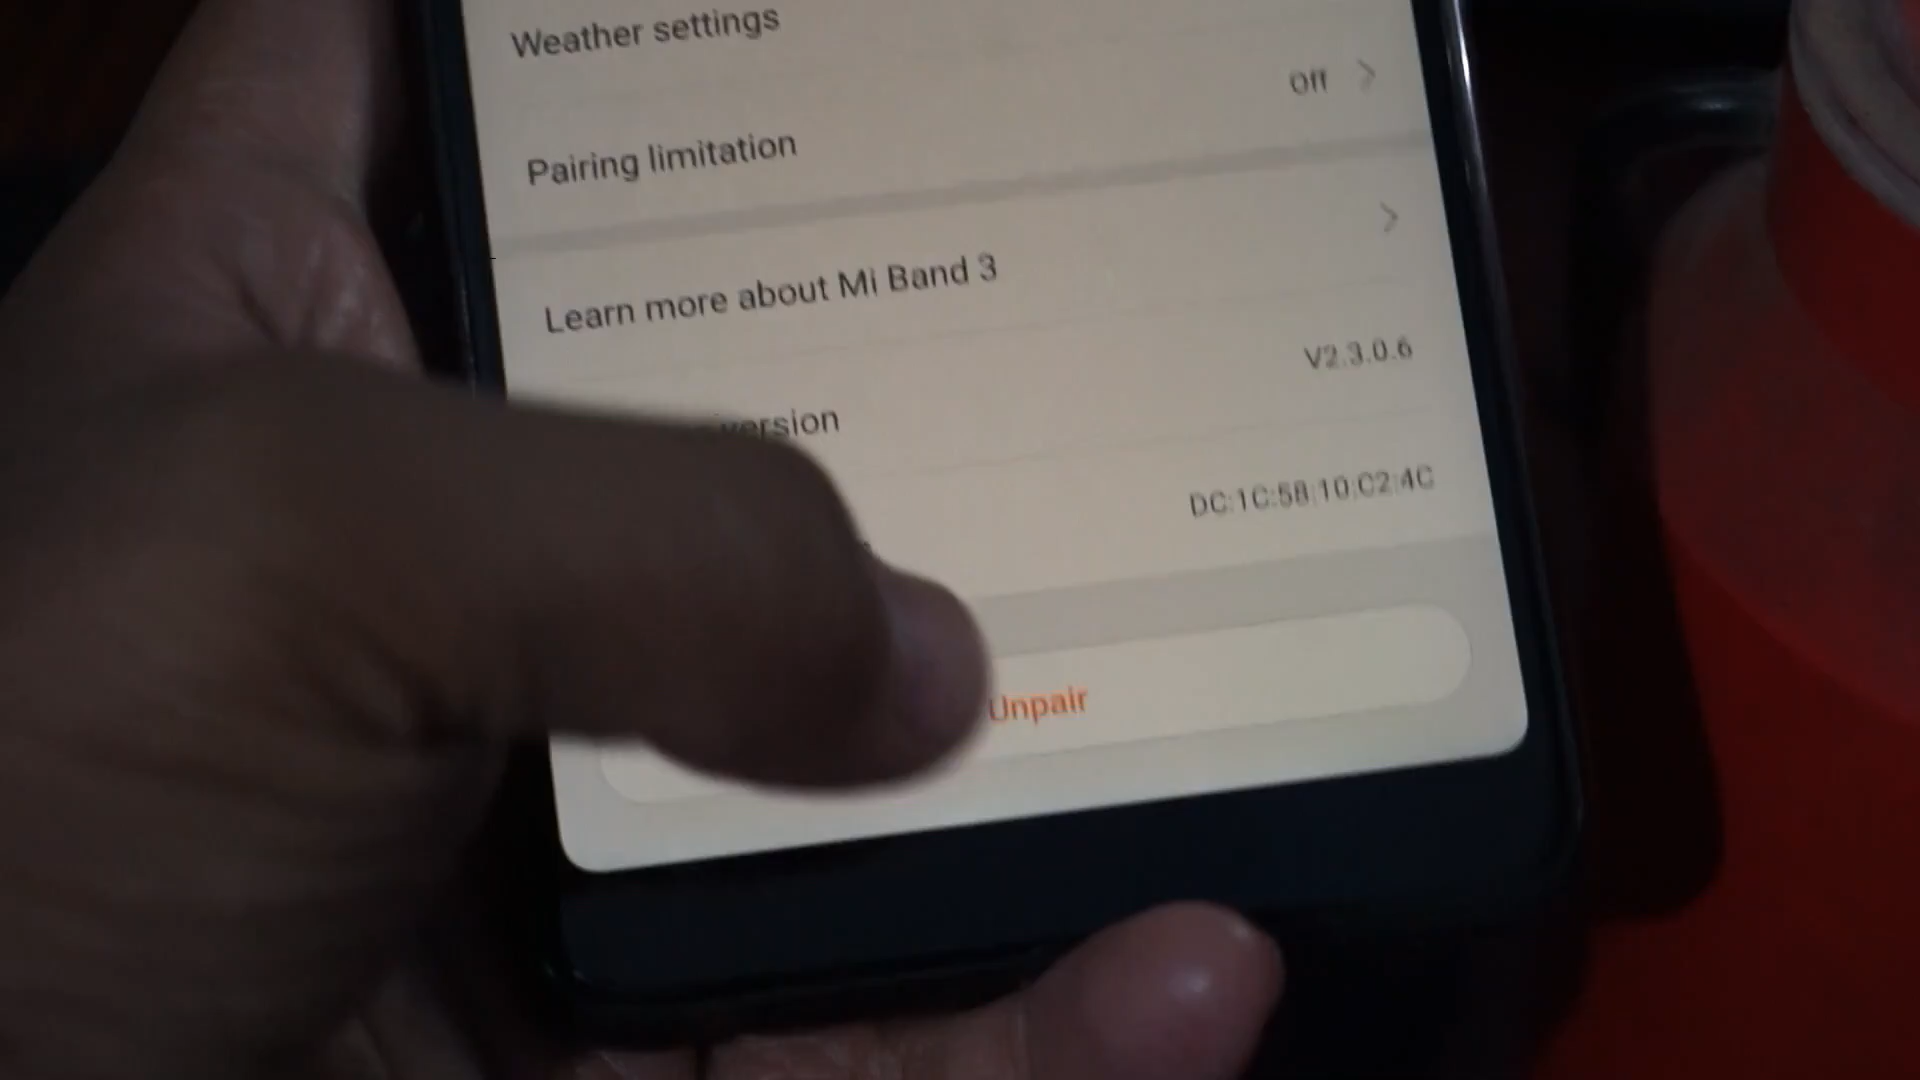 Weather settings
Off
Pairing limitation
Learn more about Mi Band 3
V2.3.0.6
version
DC:1C:58:10:C2:4C
Unpair